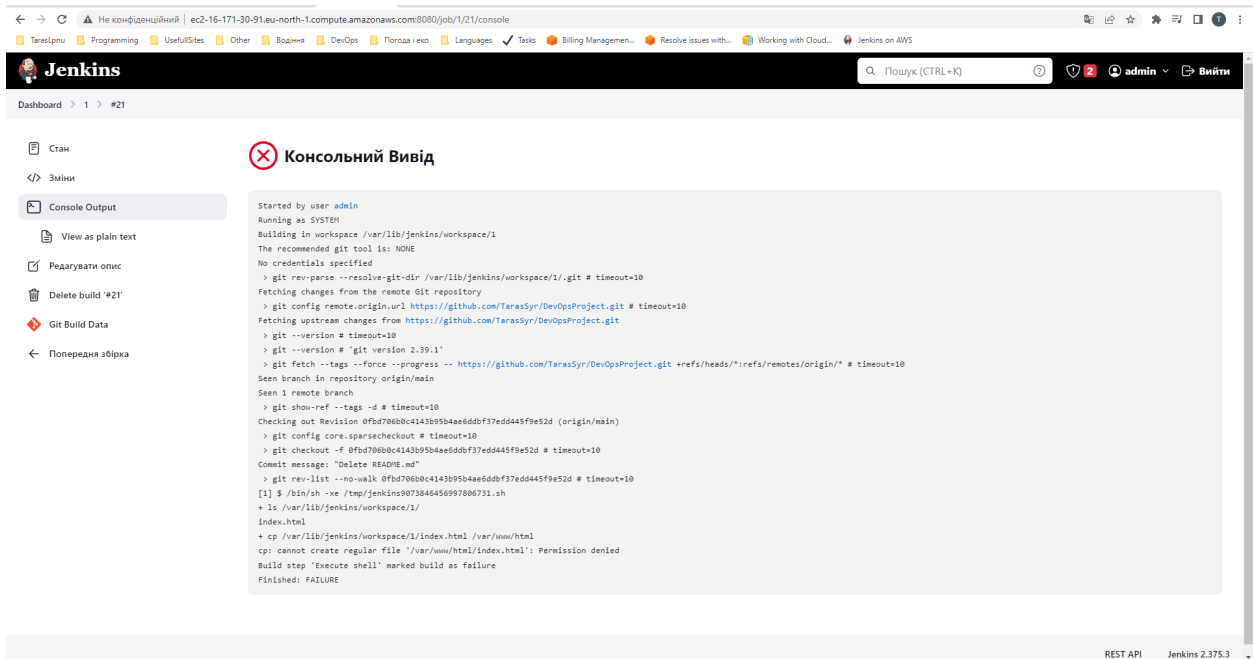 Не конфіденційний | ec2-16-171-30-91.eu-north-1.compute.amazonaws.com:8080/job/1/21/console
TarasLpnu Programming UsefullSites Other Водіння DevOps Погода і еко Languages Tasks Billing Managemen... Resolve issues with... Working with Cloud... Jenkins on AWS
Jenkins Пошук (CTRL+K) 2 admin Вийти
Dashboard > 1 > #21
Стан
Зміни
Console Output
View as plain text
Редагувати опис
Delete build '#21'
Git Build Data
Попередня збірка
Консольний Вивід
Started by user admin
Running as SYSTEM
Building in workspace /var/lib/jenkins/workspace/1
The recommended git tool is: NONE
No credentials specified
> git rev-parse --resolve-git-dir /var/lib/jenkins/workspace/1/.git # timeout=10
Fetching changes from the remote Git repository
> git config remote.origin.url https://github.com/TarasSyr/DevOpsProject.git # timeout=10
Fetching upstream changes from https://github.com/TarasSyr/DevOpsProject.git
> git --version # timeout=10
> git --version # 'git version 2.39.1'
> git fetch --tags --force --progress -- https://github.com/TarasSyr/DevOpsProject.git +refs/heads/*:refs/remotes/origin/* # timeout=10
Seen branch in repository origin/main
Seen 1 remote branch
> git show-ref --tags -d # timeout=10
Checking out Revision 0fbd706b0c4143b95b4ae6ddbf37edd445f9e52d (origin/main)
> git config core.sparsecheckout # timeout=10
> git checkout -f 0fbd706b0c4143b95b4ae6ddbf37edd445f9e52d # timeout=10
Commit message: "Delete README.md"
> git rev-list --no-walk 0fbd706b0c4143b95b4ae6ddbf37edd445f9e52d # timeout=10
[1] $ /bin/sh -xe /tmp/jenkins9073846456997806731.sh
+ ls /var/lib/jenkins/workspace/1/
index.html
+ cp /var/lib/jenkins/workspace/1/index.html /var/www/html
cp: cannot create regular file '/var/www/html/index.html': Permission denied
Build step 'Execute shell' marked build as failure
Finished: FAILURE
REST API Jenkins 2.375.3